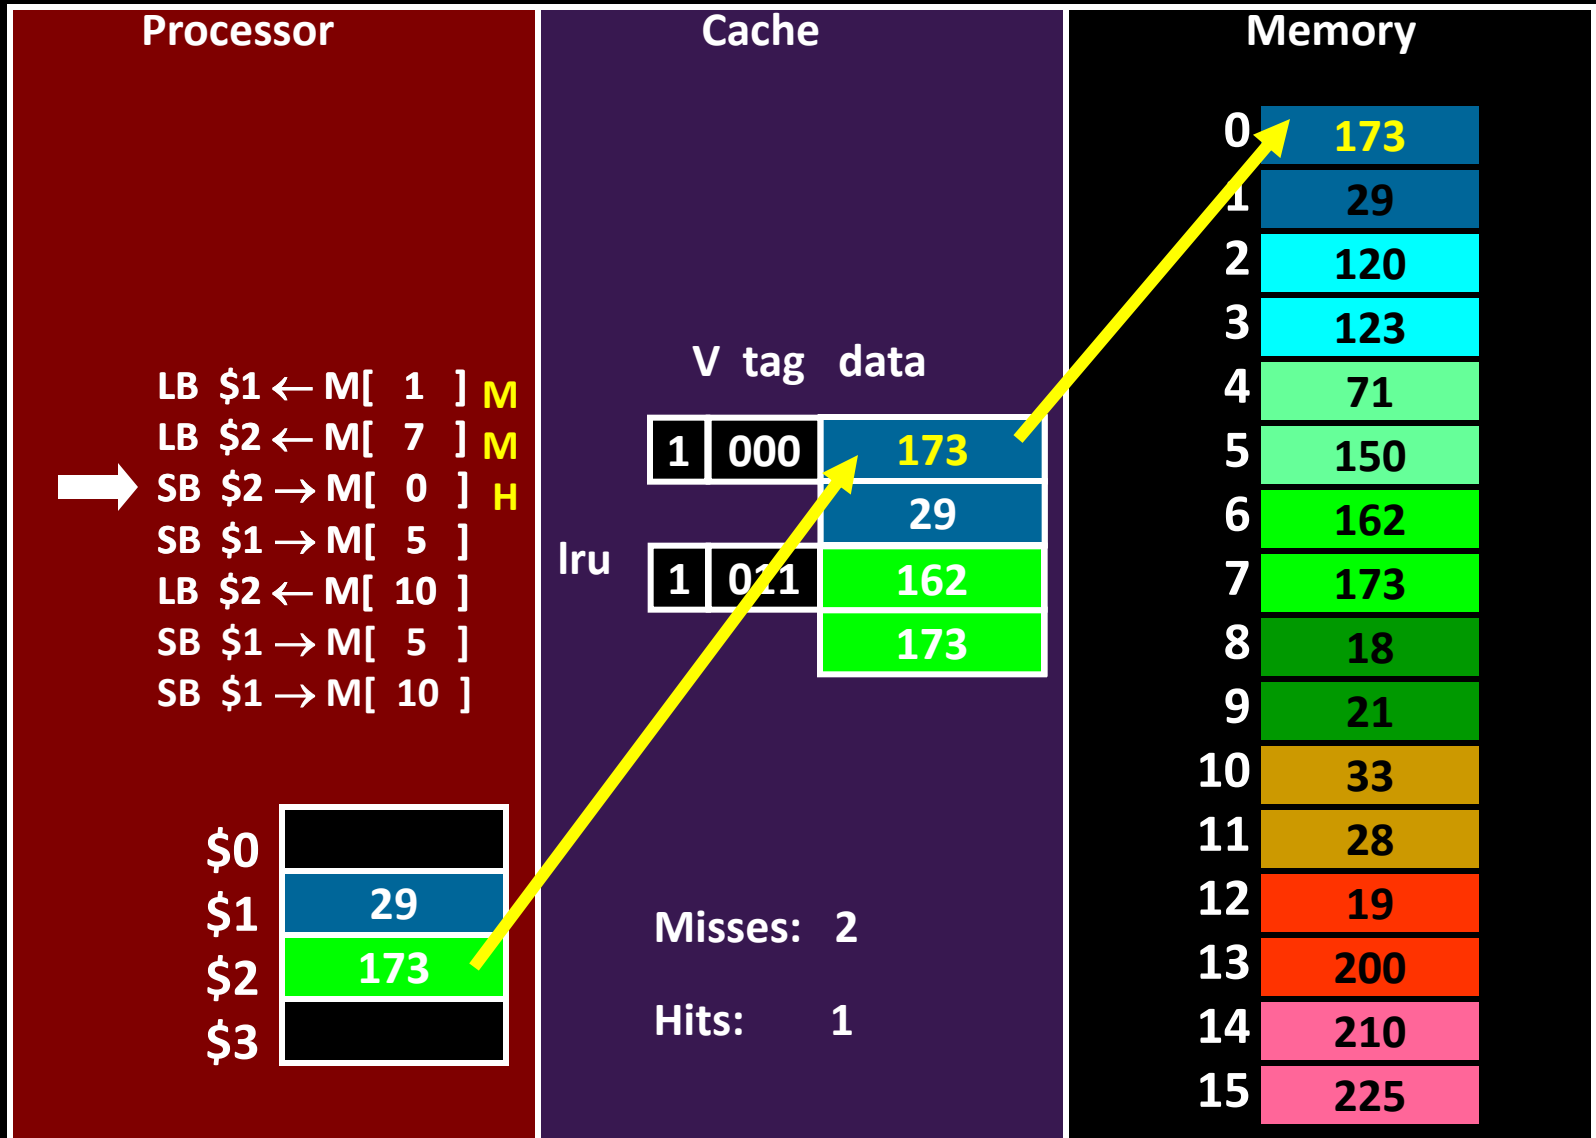 Processor
LB $1 ← M[ 1 ] M
LB $2 ← M[ 7 ] M
SB $2 → M[ 0 ] H
SB $1 → M[ 5 ]
LB $2 ← M[ 10 ]
SB $1 → M[ 5 ]
SB $1 → M[ 10 ]
$0
$1 29
$2 173
$3
Cache
V tag data
1 000 173
29
lru 1 011 162
173
Misses: 2
Hits: 1
Memory
0 173
1 29
2 120
3 123
4 71
5 150
6 162
7 173
8 18
9 21
10 33
11 28
12 19
13 200
14 210
15 225